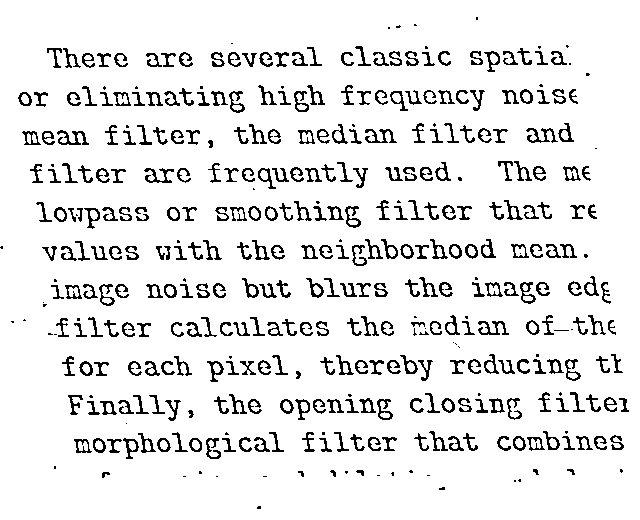 There are several classic spatia
or eliminating high frequency noise
mean filter, the median filter and
filter are frequently used. The me
lowpass or smoothing filter that re
values with the neighborhood mean.
image noise but blurs the image edg
filter calculates the median of the
for each pixel, thereby reducing th
Finally, the opening closing filter
morphological filter that combines